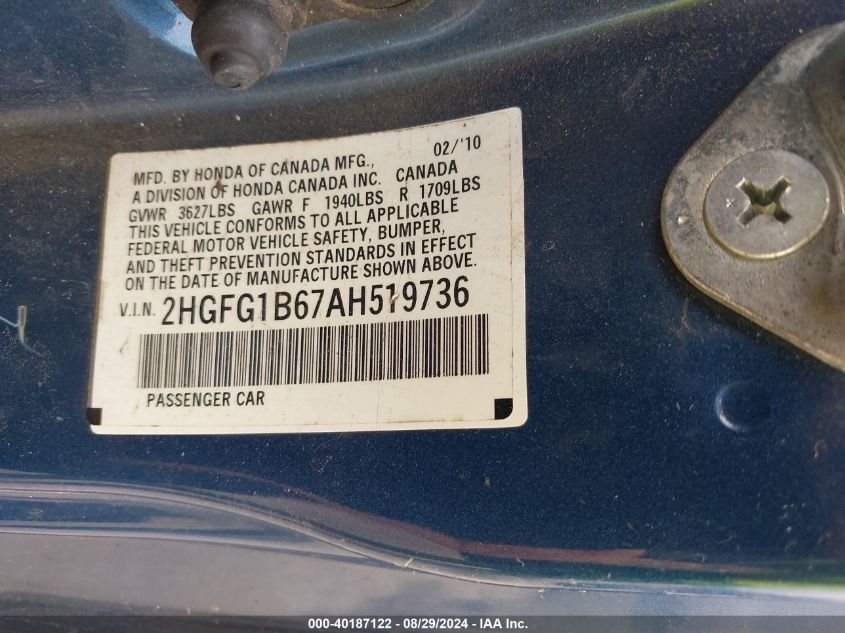 02/'10
MFD. BY HONDA OF CANADA MFG.,
A DIVISION OF HONDA CANADA INC. CANADA
GVWR 3627LBS GAWR F 1940LBS R 1709LBS
THIS VEHICLE CONFORMS TO ALL APPLICABLE
FEDERAL MOTOR VEHICLE SAFETY, BUMPER,
AND THEFT PREVENTION STANDARDS IN EFFECT
ON THE DATE OF MANUFACTURE SHOWN ABOVE.
V.I.N. 2HGFG1B67AH519736
PASSENGER CAR
000-40187122 - 08/29/2024 - IAA Inc.